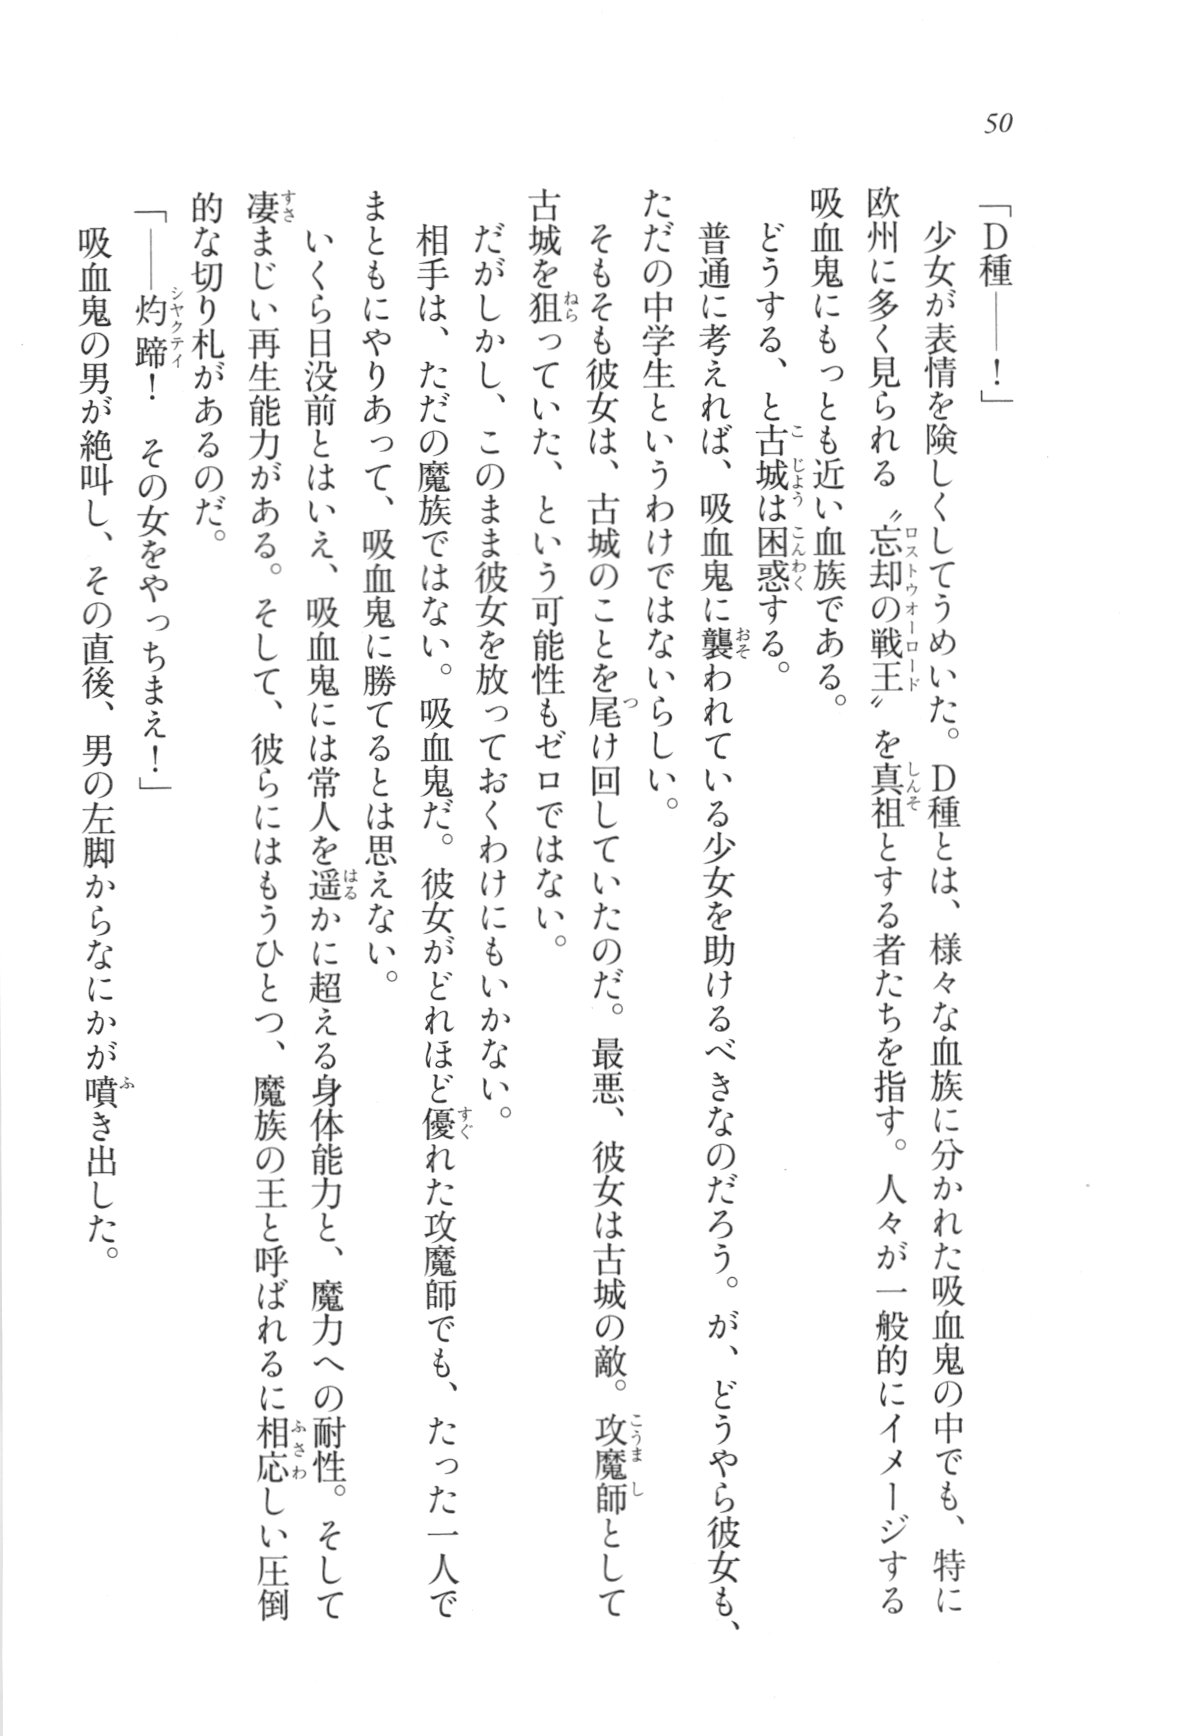 50
「Ｄ種――！」
　少女が表情を険しくしてうめいた。Ｄ種とは、様々な血族に分かれた吸血鬼の中でも、特に
欧州に多く見られる〝忘却の戦王〟を真祖とする者たちを指す。人々が一般的にイメージする
吸血鬼にもっとも近い血族である。
　どうする、と古城は困惑する。
　普通に考えれば、吸血鬼に襲われている少女を助けるべきなのだろう。が、どうやら彼女も、
ただの中学生というわけではないらしい。
　そもそも彼女は、古城のことを尾け回していたのだ。最悪、彼女は古城の敵。攻魔師として
古城を狙っていた、という可能性もゼロではない。
　だがしかし、このまま彼女を放っておくわけにもいかない。
　相手は、ただの魔族ではない。吸血鬼だ。彼女がどれほど優れた攻魔師でも、たった一人で
まともにやりあって、吸血鬼に勝てるとは思えない。
　いくら日没前とはいえ、吸血鬼には常人を遥かに超える身体能力と、魔力への耐性。そして
凄まじい再生能力がある。そして、彼らにはもうひとつ、魔族の王と呼ばれるに相応しい圧倒
的な切り札があるのだ。
「――灼蹄！　その女をやっちまえ！」
　吸血鬼の男が絶叫し、その直後、男の左脚からなにかが噴き出した。